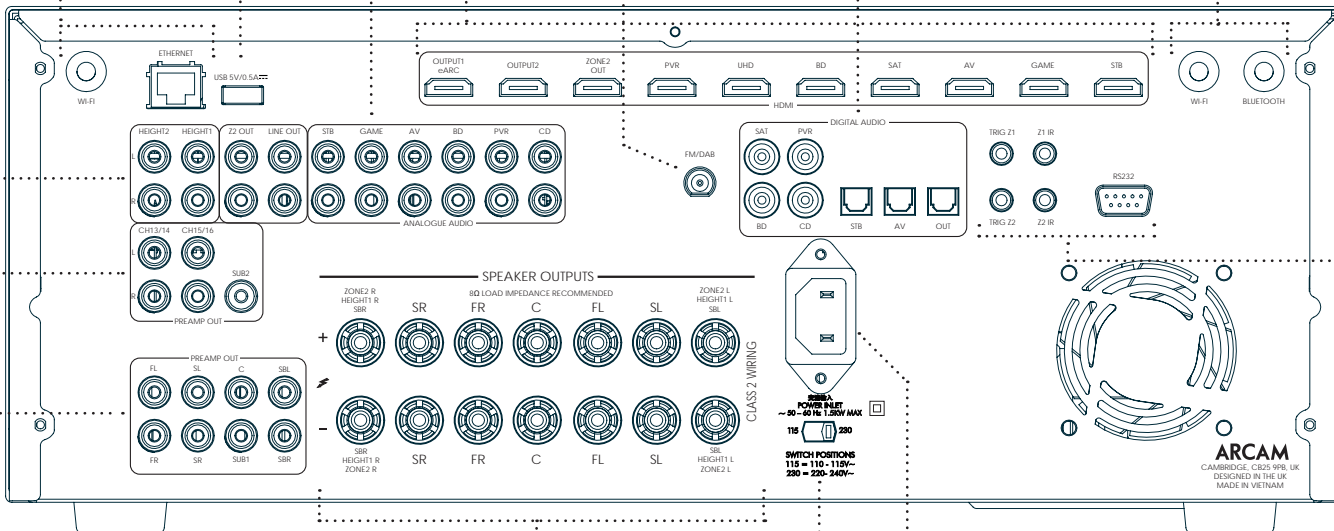 WI-FI
ETHERNET
USB 5V/0.5A⎓
OUTPUT1
eARC
OUTPUT2
ZONE2
OUT
PVR
UHD
BD
SAT
AV
GAME
STB
HDMI
WI-FI
BLUETOOTH
HEIGHT2
HEIGHT1
L
R
Z2 OUT
LINE OUT
STB
GAME
AV
BD
PVR
CD
ANALOGUE AUDIO
FM/DAB
DIGITAL AUDIO
SAT
PVR
BD
CD
STB
AV
OUT
TRIG Z1
Z1 IR
TRIG Z2
Z2 IR
RS232
CH13/14
CH15/16
L
R
SUB2
PREAMP OUT
SPEAKER OUTPUTS
8Ω LOAD IMPEDANCE RECOMMENDED
ZONE2 R
HEIGHT1 R
SBR
SR
FR
C
FL
SL
ZONE2 L
HEIGHT1 L
SBL
+
–
SBR
HEIGHT1 R
ZONE2 R
SR
FR
C
FL
SL
SBL
HEIGHT1 L
ZONE2 L
CLASS 2 WIRING
PREAMP OUT
FL
SL
C
SBL
FR
SR
SUB1
SBR
POWER INLET
~ 50 – 60 Hz 1.5KW MAX
115
230
SWITCH POSITIONS
115 = 110 - 115V~
230 = 220- 240V~
ARCAM
CAMBRIDGE, CB25 9PB, UK
DESIGNED IN THE UK
MADE IN VIETNAM